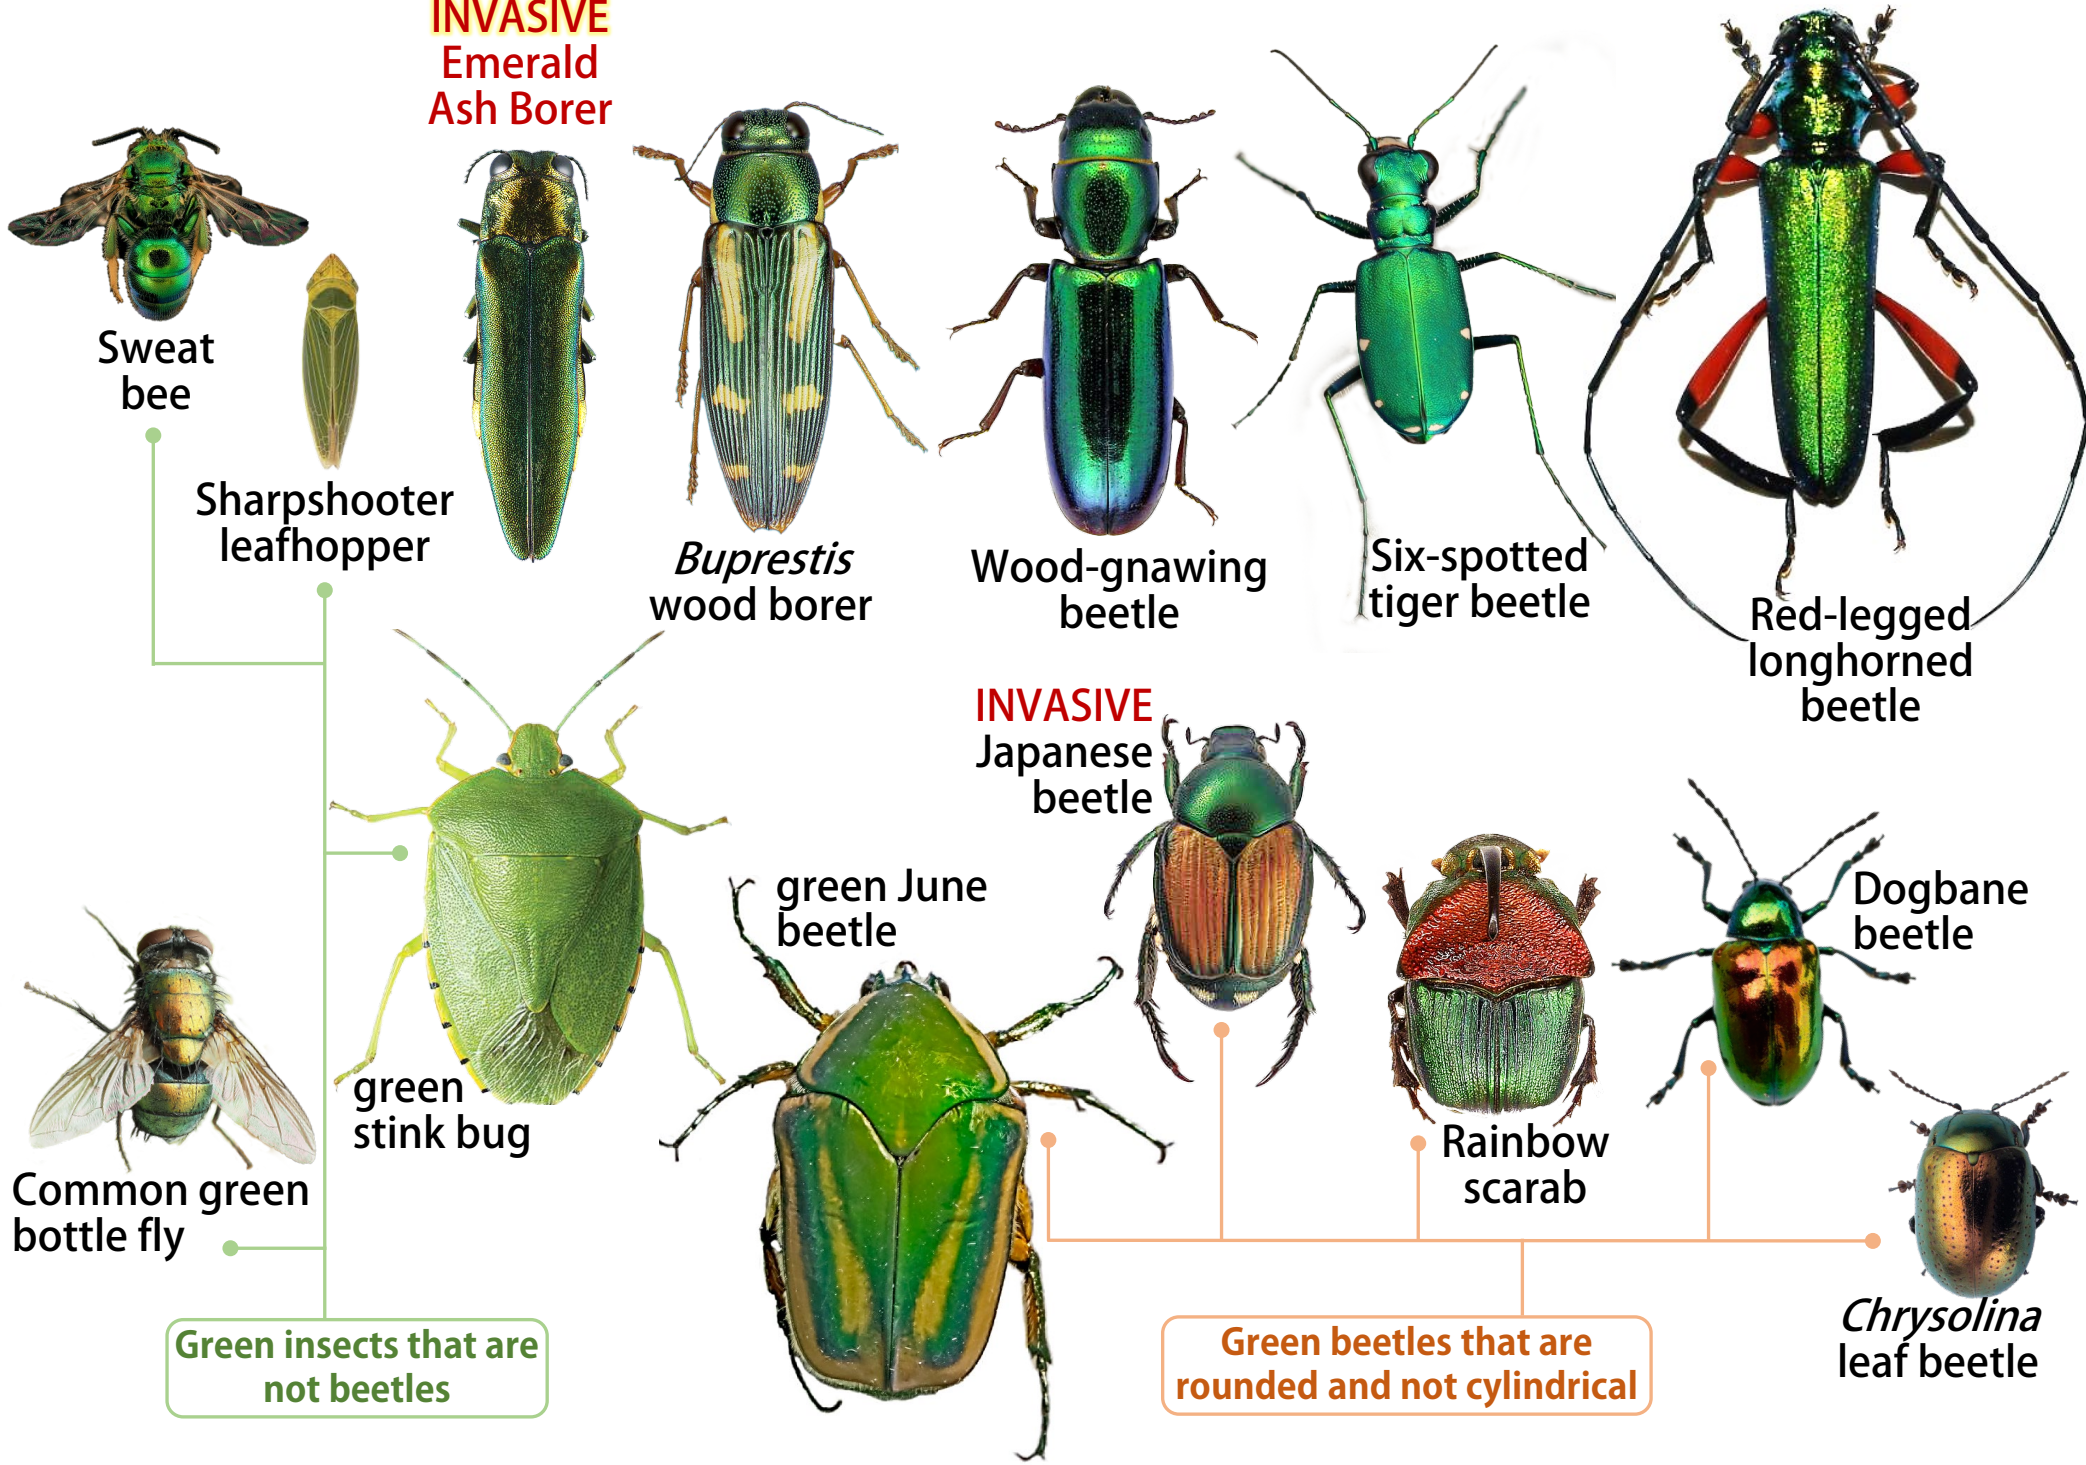 INVASIVE
Emerald
Ash Borer
Sweat
bee
Sharpshooter
leafhopper
Buprestis
wood borer
Wood-gnawing
beetle
Six-spotted
tiger beetle
Red-legged
longhorned
beetle
INVASIVE
Japanese
beetle
green June
beetle
Dogbane
beetle
green
stink bug
Rainbow
scarab
Common green
bottle fly
Chrysolina
leaf beetle
Green insects that are
not beetles
Green beetles that are
rounded and not cylindrical